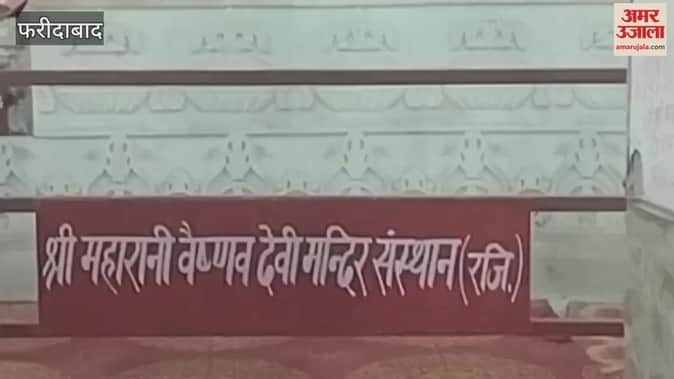 फरीदाबाद
अमर
उजाला
amarujala.com
श्री महारानी वैष्णव देवी मन्दिर संस्थान (रजि.)